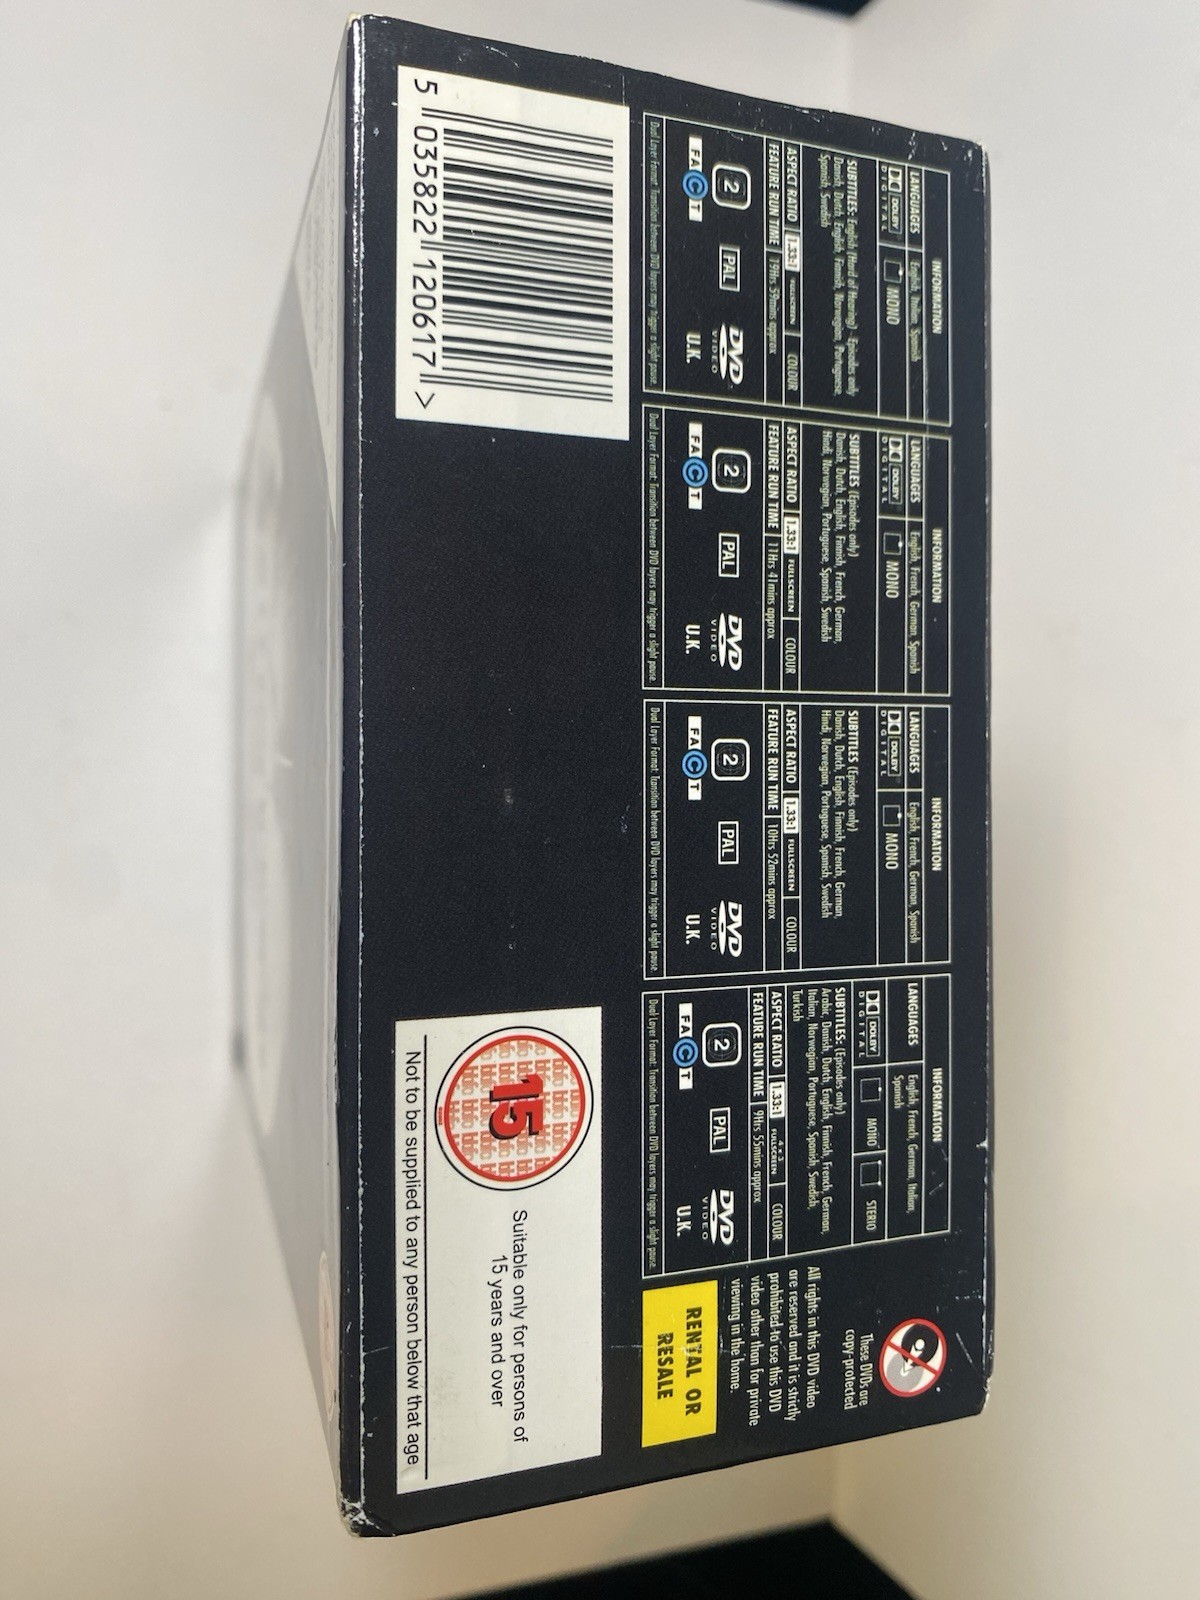 INFORMATION
LANGUAGES English, Italian, Spanish
DOLBY DIGITAL MONO
SUBTITLES: English (Hard of Hearing) - Episodes only
Danish, Dutch, English, Finnish, Norwegian, Portuguese,
Spanish, Swedish
ASPECT RATIO 1.33:1 FULLSCREEN COLOUR
FEATURE RUN TIME 19Hrs 59mins approx
2 PAL DVD VIDEO
FACT U.K.
Dual Layer Format: Transition between DVD layers may trigger a slight pause.
INFORMATION
LANGUAGES English, French, German, Spanish
DOLBY DIGITAL MONO
SUBTITLES (Episodes only)
Danish, Dutch, English, Finnish, French, German,
Hindi, Norwegian, Portuguese, Spanish, Swedish
ASPECT RATIO 1.33:1 FULLSCREEN COLOUR
FEATURE RUN TIME 11Hrs 41mins approx
2 PAL DVD VIDEO
FACT U.K.
Dual Layer Format: Transition between DVD layers may trigger a slight pause.
INFORMATION
LANGUAGES English, French, German, Spanish
DOLBY DIGITAL MONO
SUBTITLES (Episodes only)
Danish, Dutch, English, Finnish, French, German,
Hindi, Norwegian, Portuguese, Spanish, Swedish
ASPECT RATIO 1.33:1 FULLSCREEN COLOUR
FEATURE RUN TIME 10Hrs 52mins approx
2 PAL DVD VIDEO
FACT U.K.
Dual Layer Format: Transition between DVD layers may trigger a slight pause.
INFORMATION
LANGUAGES English, French, German, Italian,
Spanish
DOLBY DIGITAL MONO STERIO
SUBTITLES: (Episodes only)
Arabic, Danish, Dutch, English, Finnish, French, German,
Italian, Norwegian, Portuguese, Spanish, Swedish,
Turkish
ASPECT RATIO 1.33:1 4 x 3 FULLSCREEN COLOUR
FEATURE RUN TIME 9Hrs 55mins approx
2 PAL DVD VIDEO
FACT U.K.
Dual Layer Format: Transition between DVD layers may trigger a slight pause.
These DVDs are
copy-protected
All rights in this DVD video
are reserved and it is strictly
prohibited to use this DVD
video other than for private
viewing in the home.
RENTAL OR
RESALE
5 035822 120617 >
15
Suitable only for persons of
15 years and over
Not to be supplied to any person below that age